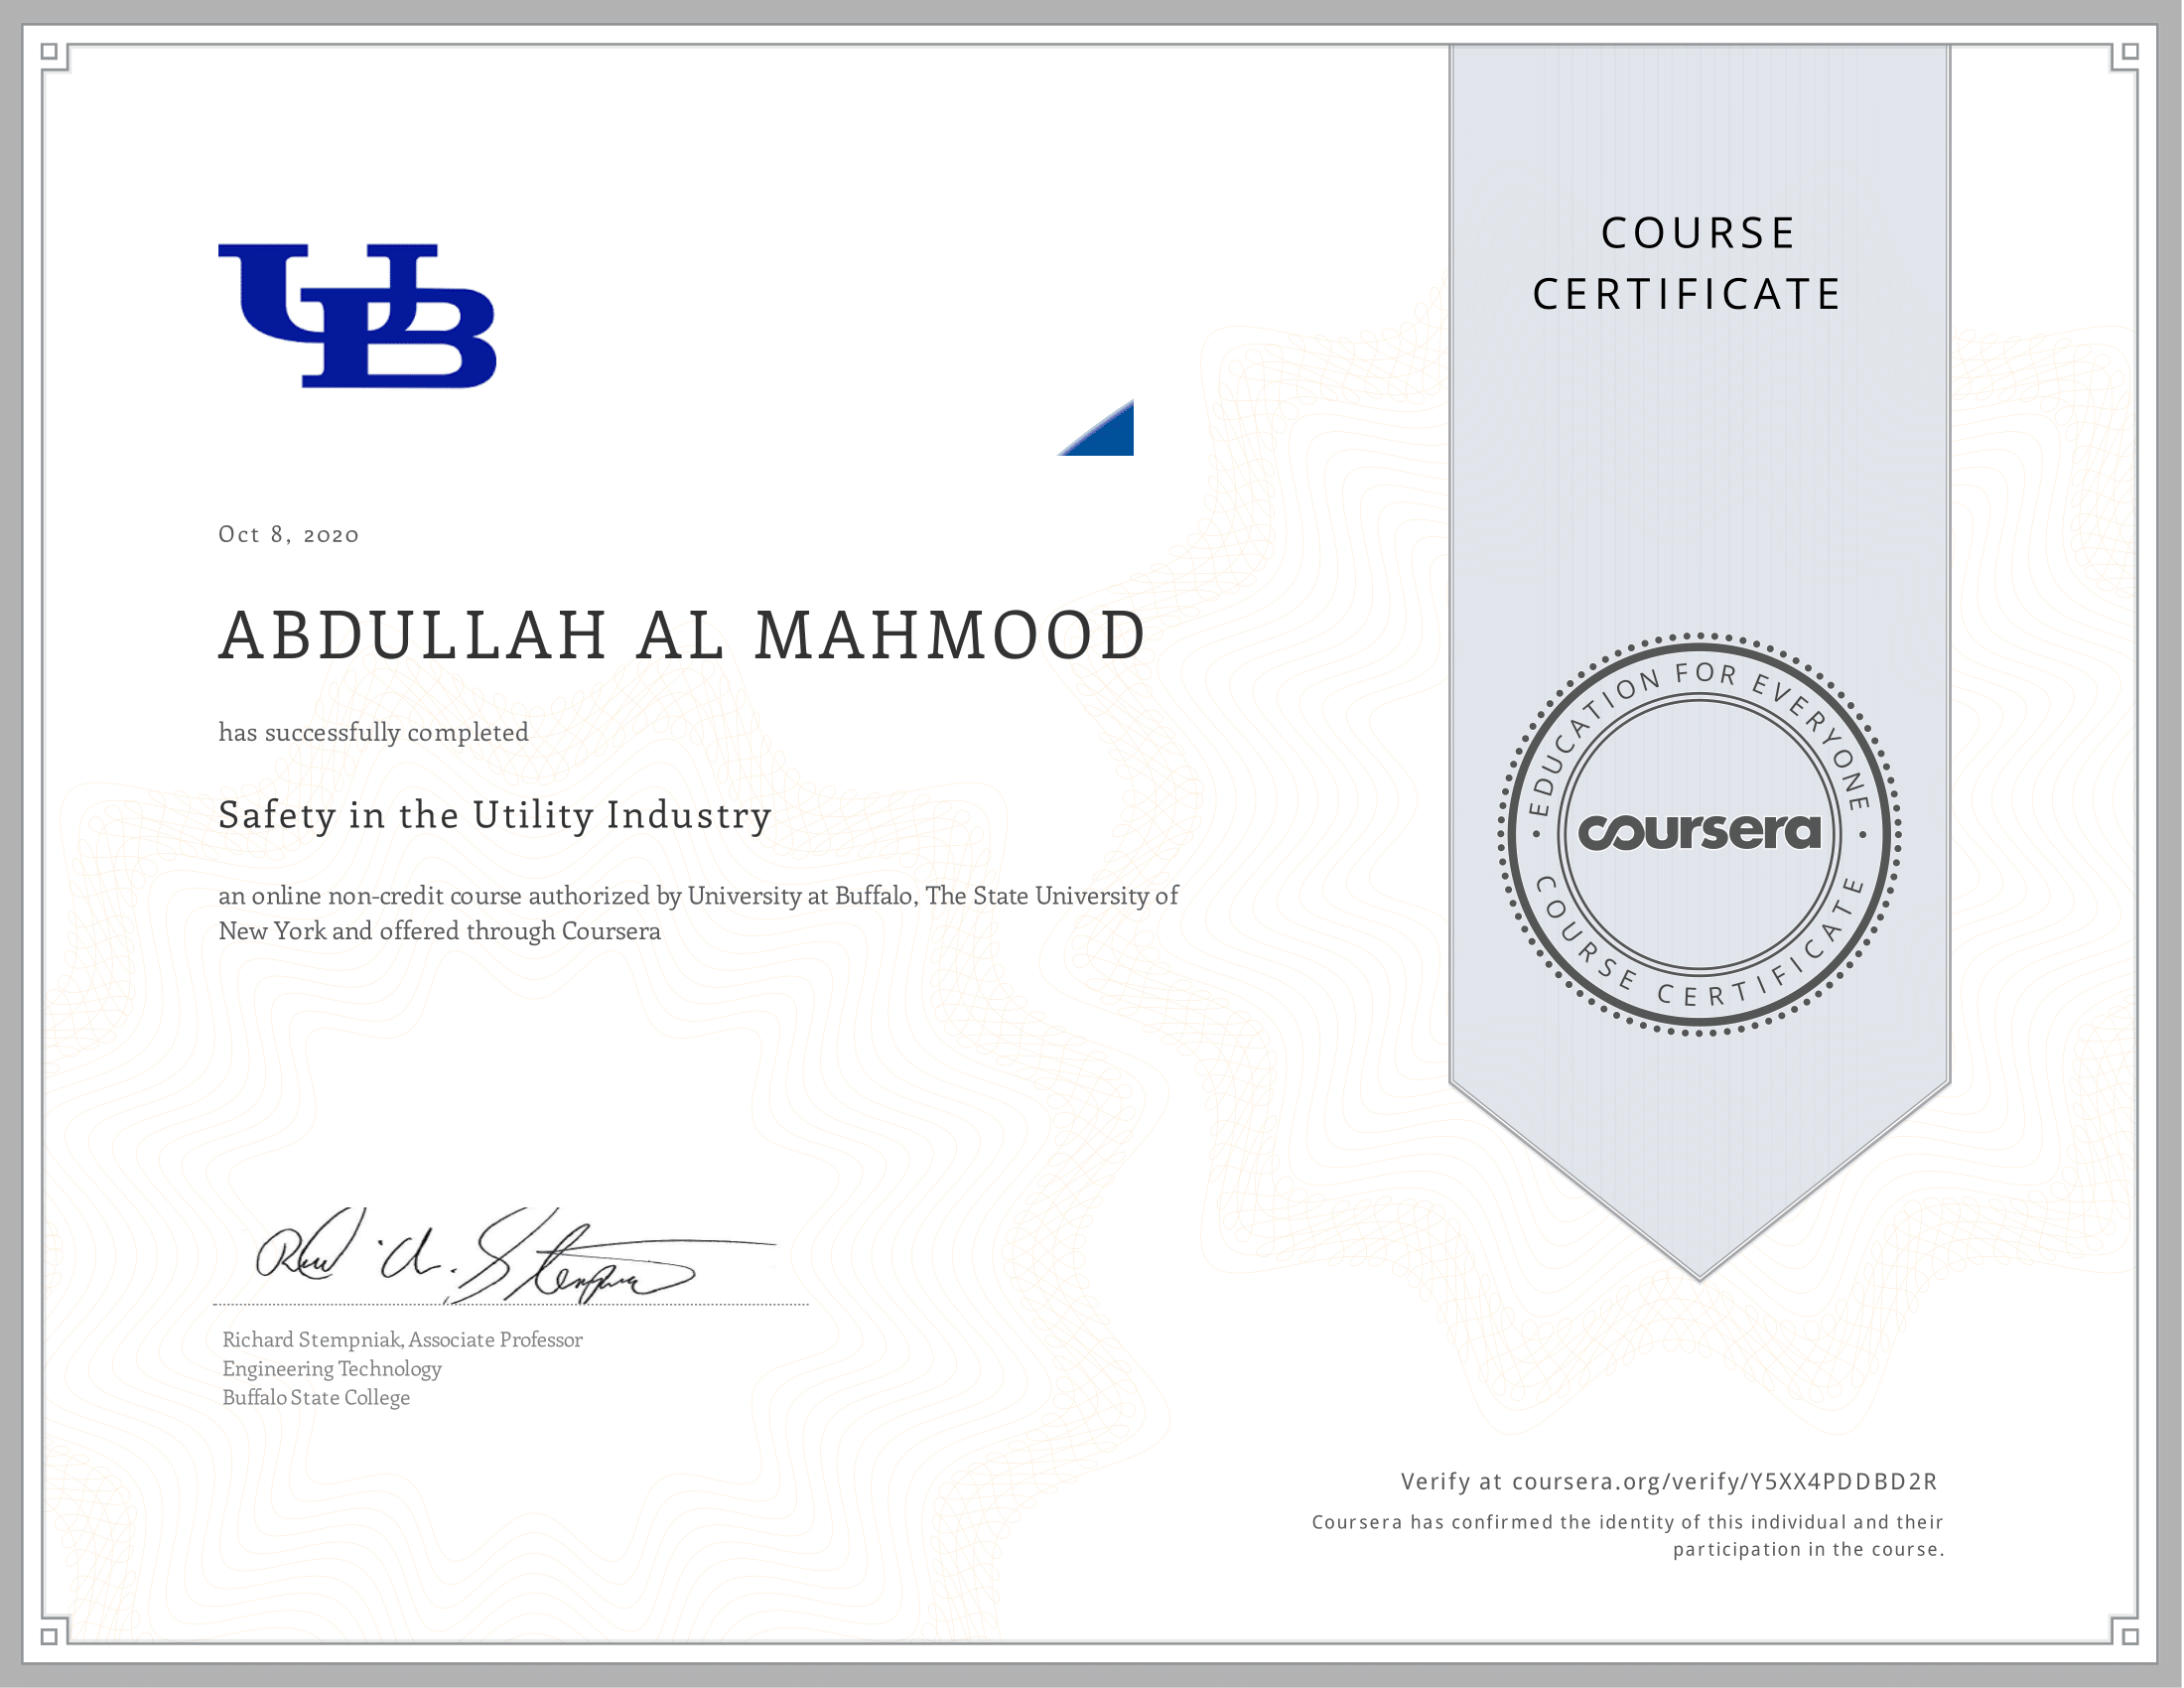 UB
COURSE
CERTIFICATE
Oct 8, 2020
ABDULLAH AL MAHMOOD
has successfully completed
Safety in the Utility Industry
an online non-credit course authorized by University at Buffalo, The State University of
New York and offered through Coursera
EDUCATION FOR EVERYONE
coursera
COURSE CERTIFICATE
Richard Stempniak, Associate Professor
Engineering Technology
Buffalo State College
Verify at coursera.org/verify/Y5XX4PDDBD2R
Coursera has confirmed the identity of this individual and their
participation in the course.